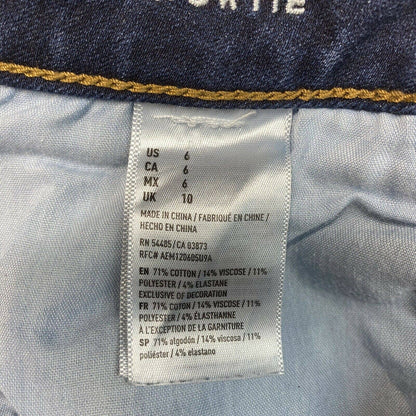 ORTIE
US 6
CA 6
MX 6
UK 10
MADE IN CHINA / FABRIQUÉ EN CHINE /
HECHO EN CHINA
RN 54485/CA 03873
RFC# AEM120605U9A
EN 71% COTTON / 14% VISCOSE / 11%
POLYESTER / 4% ELASTANE
EXCLUSIVE OF DECORATION
FR 71% COTON / 14% VISCOSE / 11%
POLYESTER / 4% ÉLASTHANNE
À L'EXCEPTION DE LA GARNITURE
SP 71% algodón / 14% viscosa / 11%
poliéster / 4% elastano